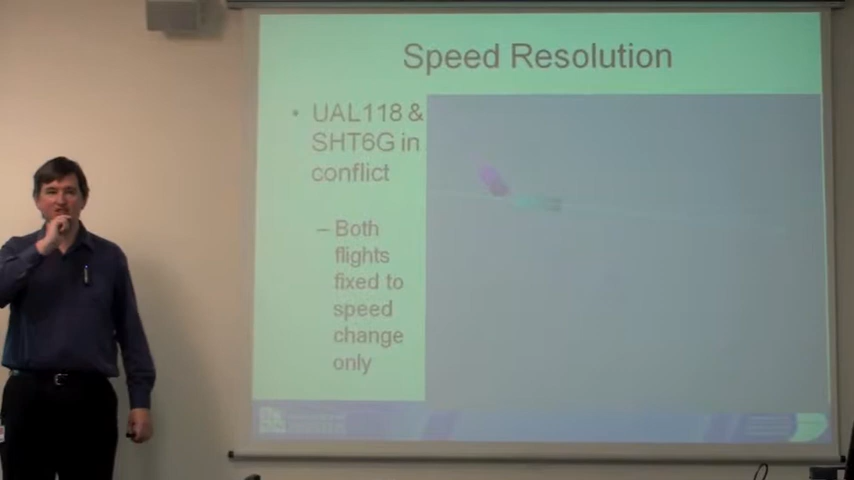 Speed Resolution
• UAL118 &
SHT6G in
conflict
– Both
flights
fixed to
speed
change
only